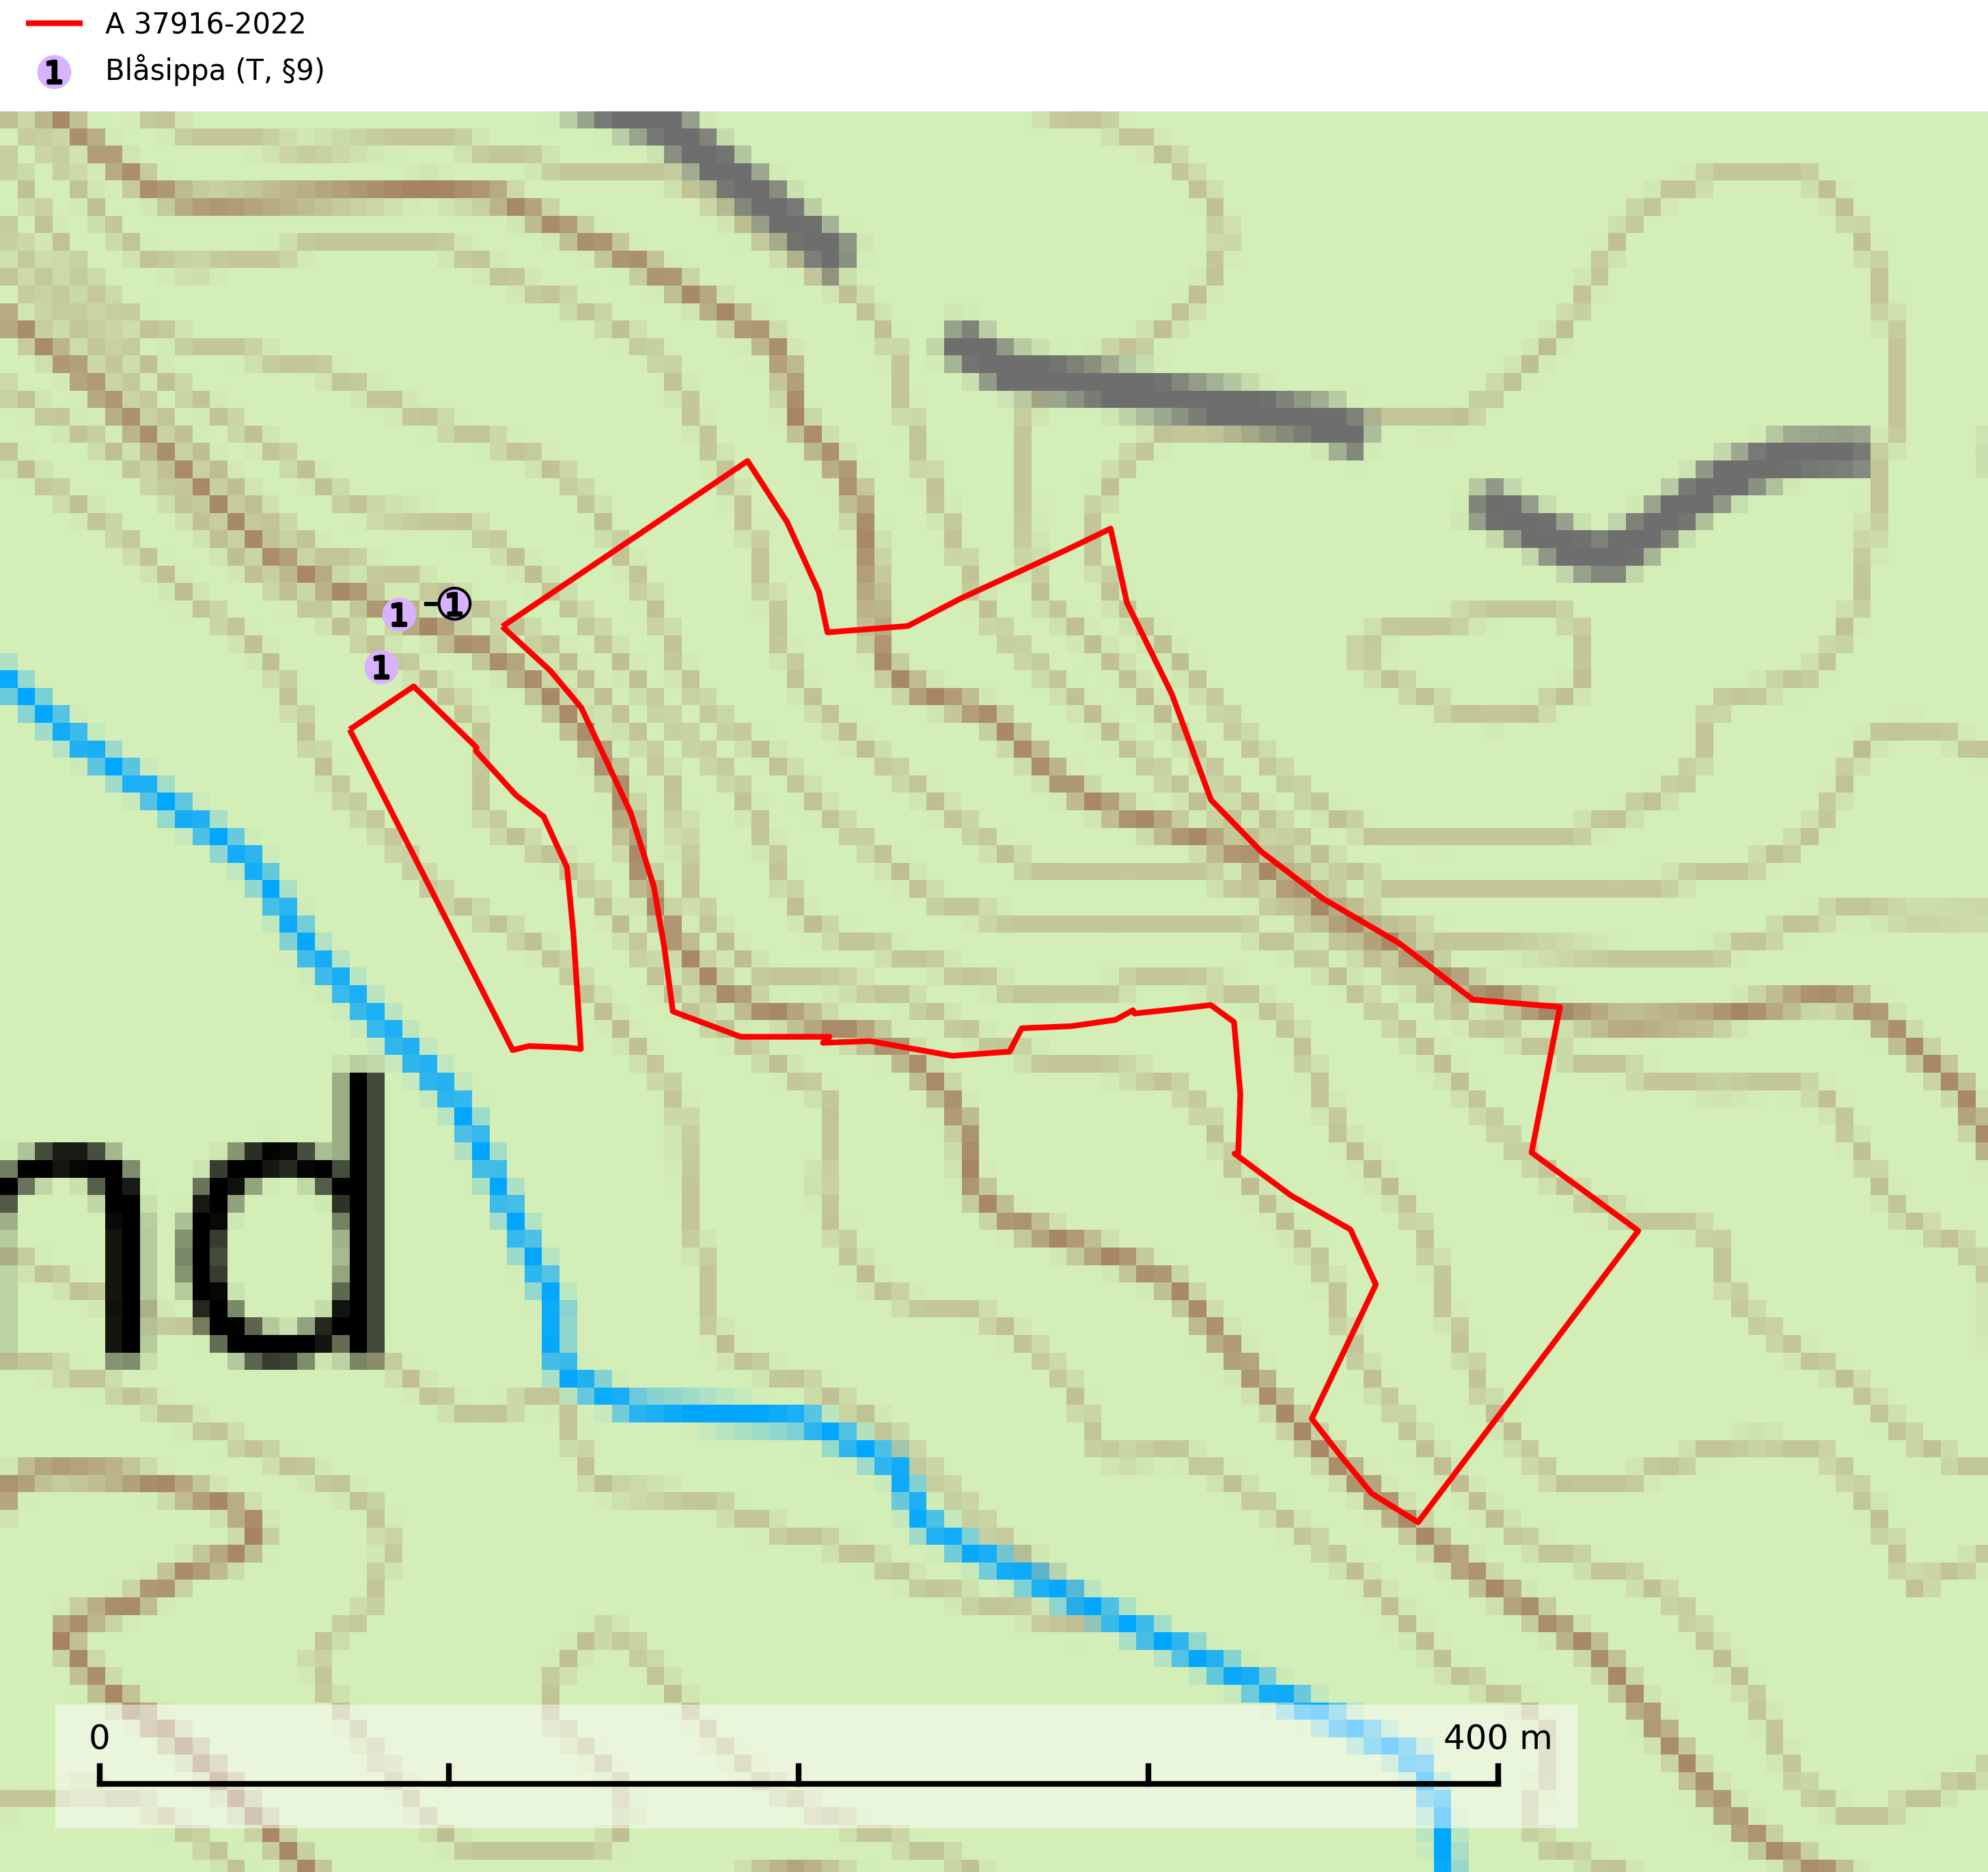 A 37916-2022
1 Blåsippa (T, §9)
1 -1
1
nd
0 400 m